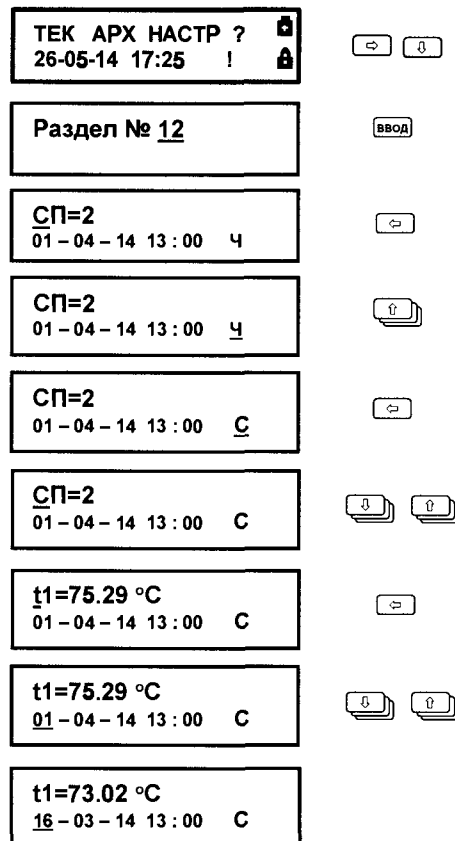 ТЕК АРХ НАСТР ?
26-05-14 17:25 !
Раздел № 12
ВВОД
СП=2
01 – 04 – 14 13 : 00 Ч
СП=2
01 – 04 – 14 13 : 00 Ч
СП=2
01 – 04 – 14 13 : 00 С
СП=2
01 – 04 – 14 13 : 00 С
t1=75.29 °C
01 – 04 – 14 13 : 00 С
t1=75.29 °C
01 – 04 – 14 13 : 00 С
t1=73.02 °C
16 – 03 – 14 13 : 00 С